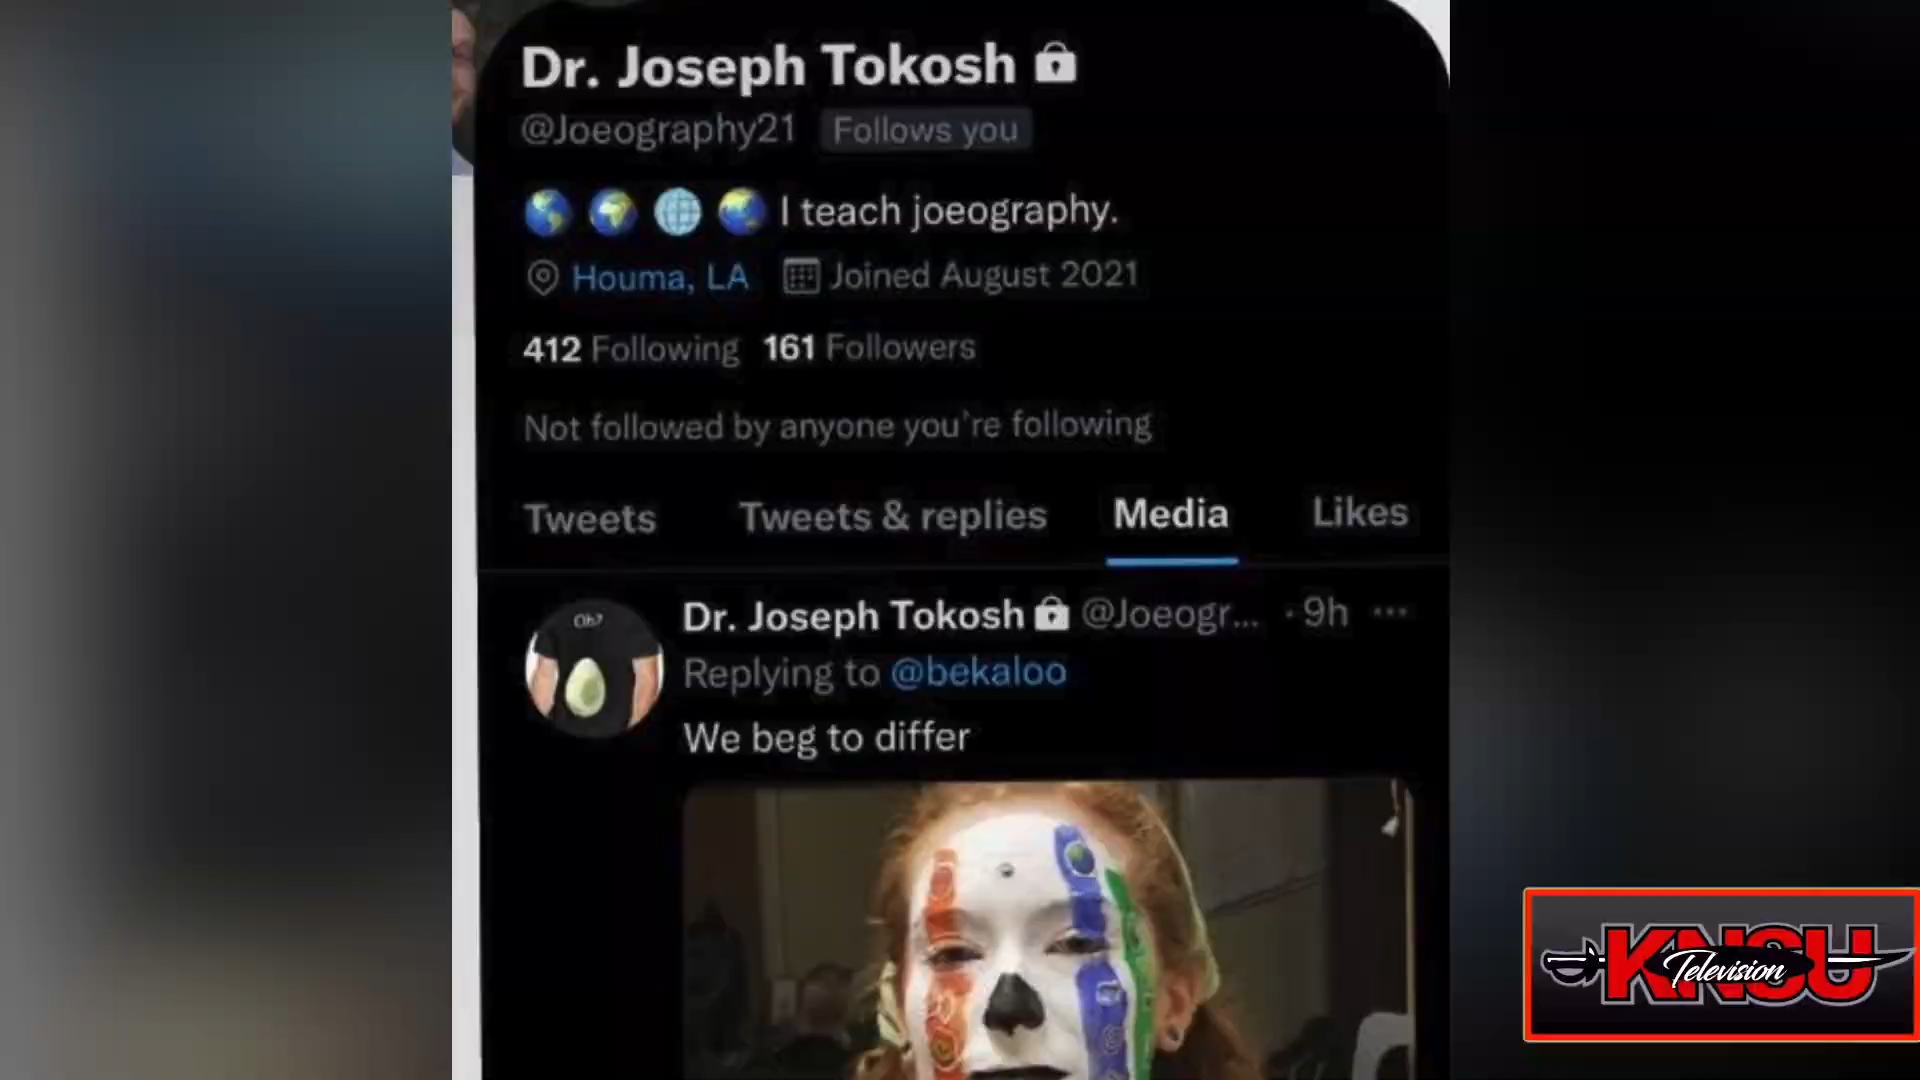 Dr. Joseph Tokosh
@Joeography21 Follows you
I teach joeography.
Houma, LA Joined August 2021
412 Following 161 Followers
Not followed by anyone you're following
Tweets Tweets & replies Media Likes
Dr. Joseph Tokosh @Joeogr... · 9h ...
Replying to @bekaloo
We beg to differ
Oh?
KNSU
Television